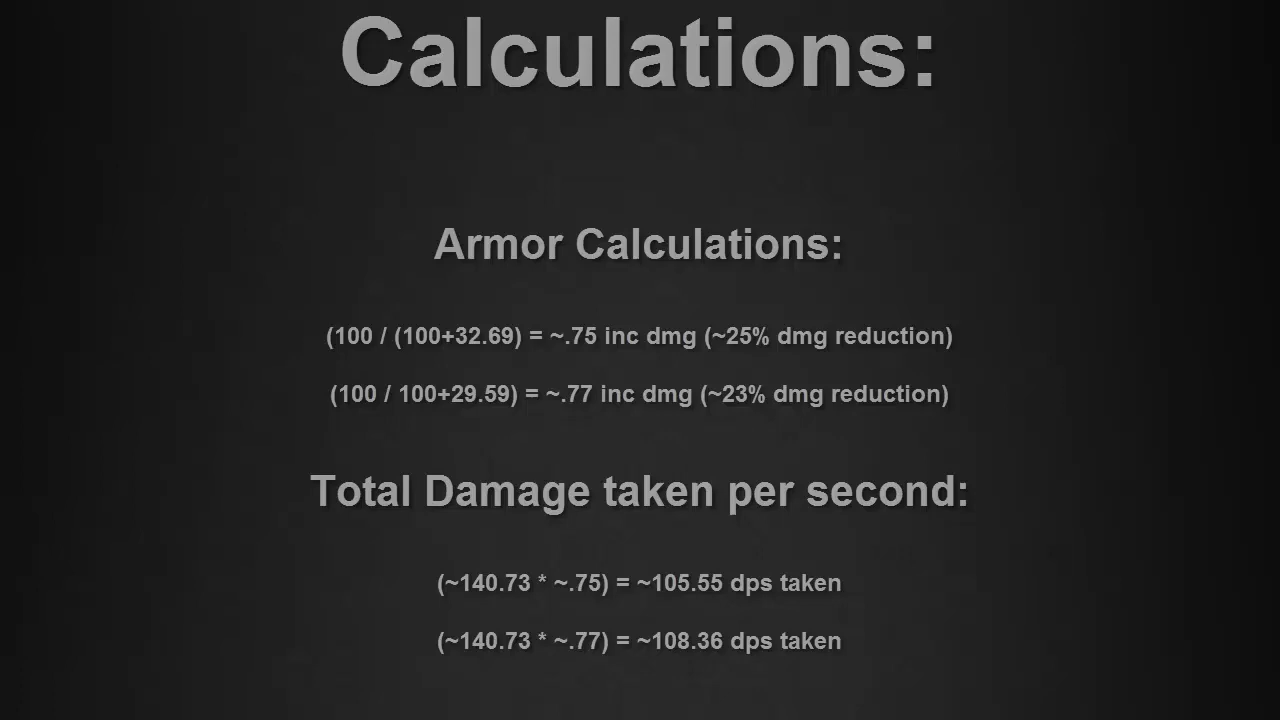 Calculations:
Armor Calculations:
(100 / (100+32.69) = ~.75 inc dmg (~25% dmg reduction)
(100 / 100+29.59) = ~.77 inc dmg (~23% dmg reduction)
Total Damage taken per second:
(~140.73 * ~.75) = ~105.55 dps taken
(~140.73 * ~.77) = ~108.36 dps taken